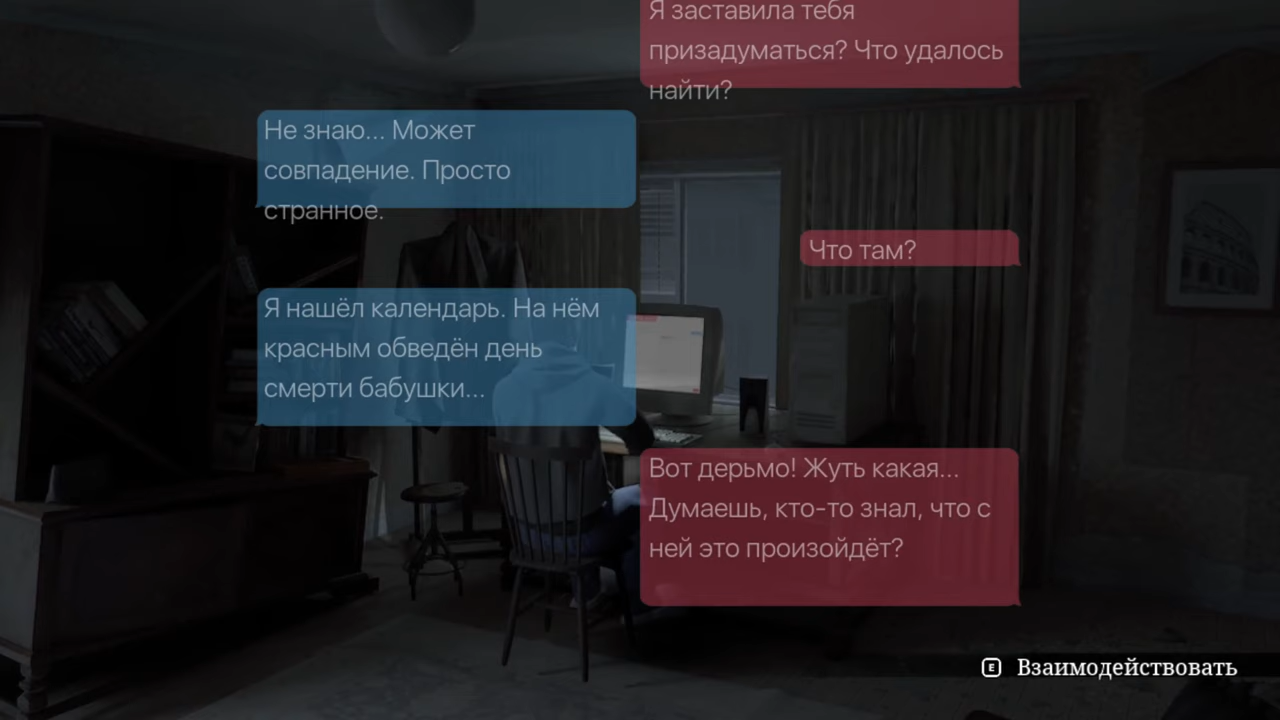 Я заставила тебя
призадуматься? Что удалось
найти?
Не знаю... Может
совпадение. Просто
странное.
Что там?
Я нашёл календарь. На нём
красным обведён день
смерти бабушки...
Вот дерьмо! Жуть какая...
Думаешь, кто-то знал, что с
ней это произойдёт?
E Взаимодействовать